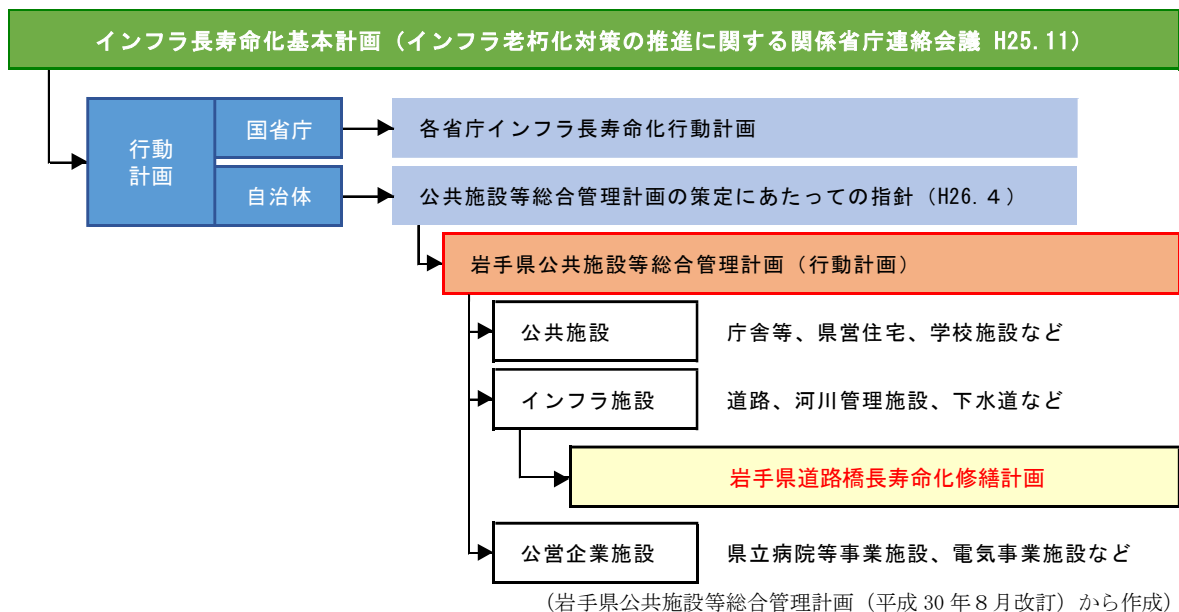 インフラ長寿命化基本計画（インフラ老朽化対策の推進に関する関係省庁連絡会議 H25.11）
行動
計画
国省庁
各省庁インフラ長寿命化行動計画
自治体
公共施設等総合管理計画の策定にあたっての指針（H26.４）
岩手県公共施設等総合管理計画（行動計画）
公共施設
庁舎等、県営住宅、学校施設など
インフラ施設
道路、河川管理施設、下水道など
岩手県道路橋長寿命化修繕計画
公営企業施設
県立病院等事業施設、電気事業施設など
（岩手県公共施設等総合管理計画（平成 30 年８月改訂）から作成）